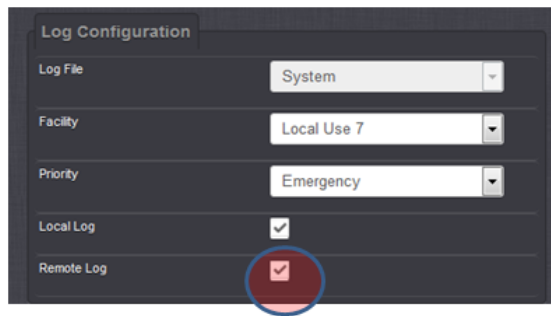 Log Configuration
Log File
System
Facility
Local Use 7
Priority
Emergency
Local Log
Remote Log